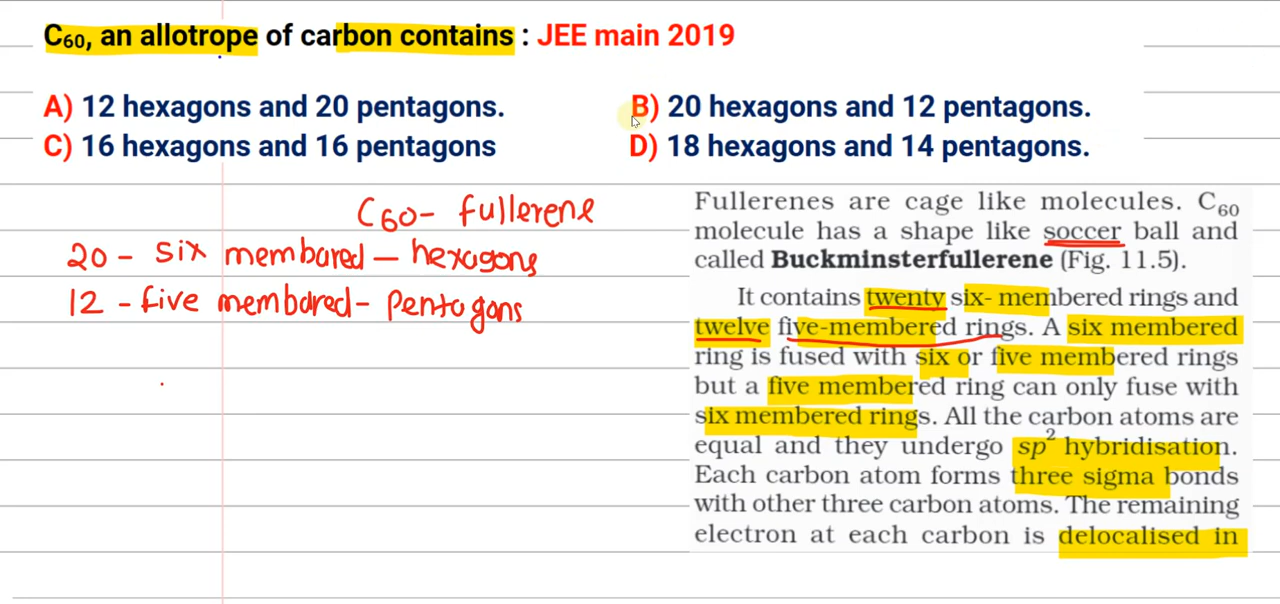 C₆₀, an allotrope of carbon contains : JEE main 2019
A) 12 hexagons and 20 pentagons.
B) 20 hexagons and 12 pentagons.
C) 16 hexagons and 16 pentagons
D) 18 hexagons and 14 pentagons.
C60- fullerene
20 - six membared - hexagons
12 - five membared - pentagons
Fullerenes are cage like molecules. C₆₀
molecule has a shape like soccer ball and
called Buckminsterfullerene (Fig. 11.5).
It contains twenty six- membered rings and
twelve five-membered rings. A six membered
ring is fused with six or five membered rings
but a five membered ring can only fuse with
six membered rings. All the carbon atoms are
equal and they undergo sp² hybridisation.
Each carbon atom forms three sigma bonds
with other three carbon atoms. The remaining
electron at each carbon is delocalised in